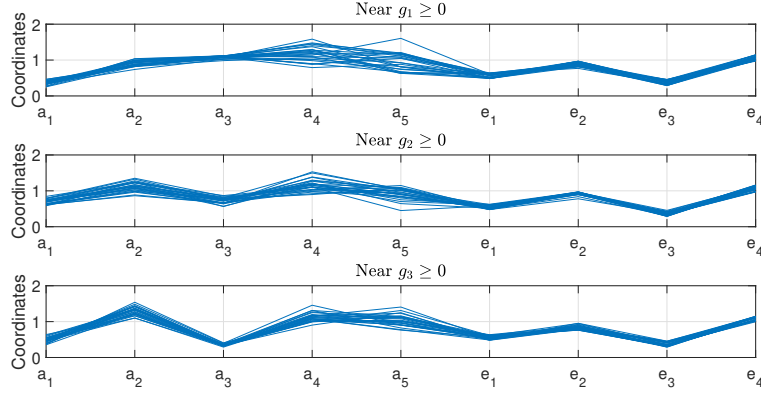 Near g₁ ≥ 0
Coordinates
2
1
0
a₁ a₂ a₃ a₄ a₅ e₁ e₂ e₃ e₄
Near g₂ ≥ 0
Coordinates
2
1
0
a₁ a₂ a₃ a₄ a₅ e₁ e₂ e₃ e₄
Near g₃ ≥ 0
Coordinates
2
1
0
a₁ a₂ a₃ a₄ a₅ e₁ e₂ e₃ e₄